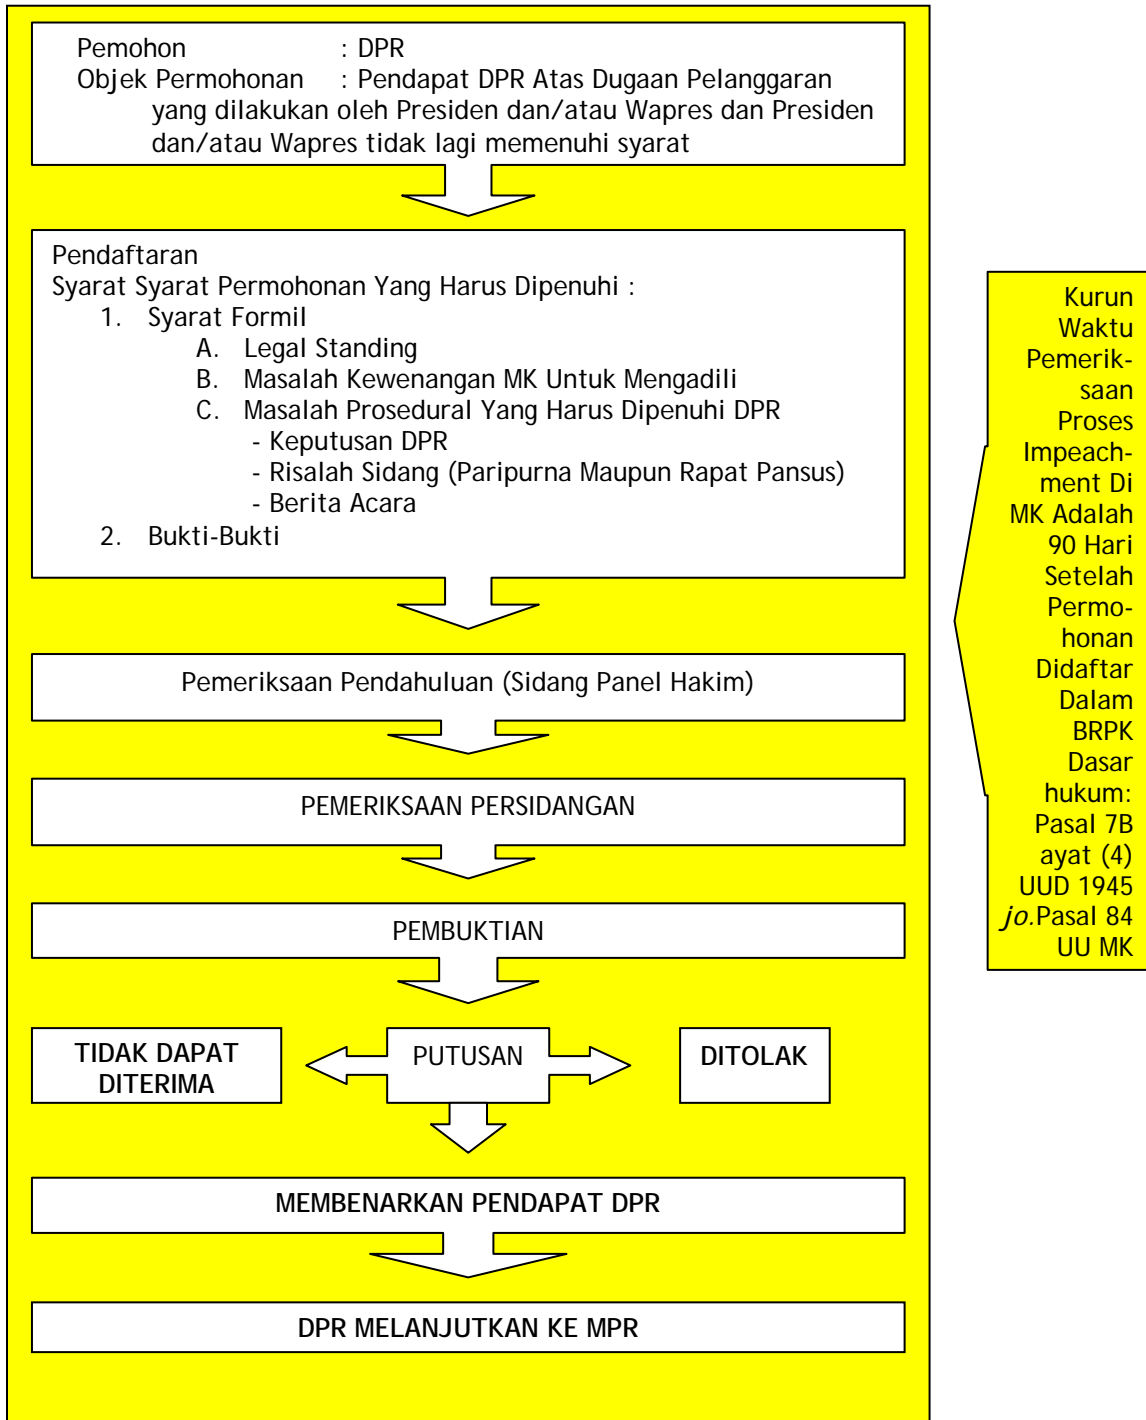 Pemohon : DPR
Objek Permohonan : Pendapat DPR Atas Dugaan Pelanggaran
yang dilakukan oleh Presiden dan/atau Wapres dan Presiden
dan/atau Wapres tidak lagi memenuhi syarat
Pendaftaran
Syarat Syarat Permohonan Yang Harus Dipenuhi :
1. Syarat Formil
A. Legal Standing
B. Masalah Kewenangan MK Untuk Mengadili
C. Masalah Prosedural Yang Harus Dipenuhi DPR
- Keputusan DPR
- Risalah Sidang (Paripurna Maupun Rapat Pansus)
- Berita Acara
2. Bukti-Bukti
Pemeriksaan Pendahuluan (Sidang Panel Hakim)
PEMERIKSAAN PERSIDANGAN
PEMBUKTIAN
TIDAK DAPAT
DITERIMA
PUTUSAN
DITOLAK
MEMBENARKAN PENDAPAT DPR
DPR MELANJUTKAN KE MPR
Kurun
Waktu
Pemerik-
saan
Proses
Impeach-
ment Di
MK Adalah
90 Hari
Setelah
Permo-
honan
Didaftar
Dalam
BRPK
Dasar
hukum:
Pasal 7B
ayat (4)
UUD 1945
jo.Pasal 84
UU MK